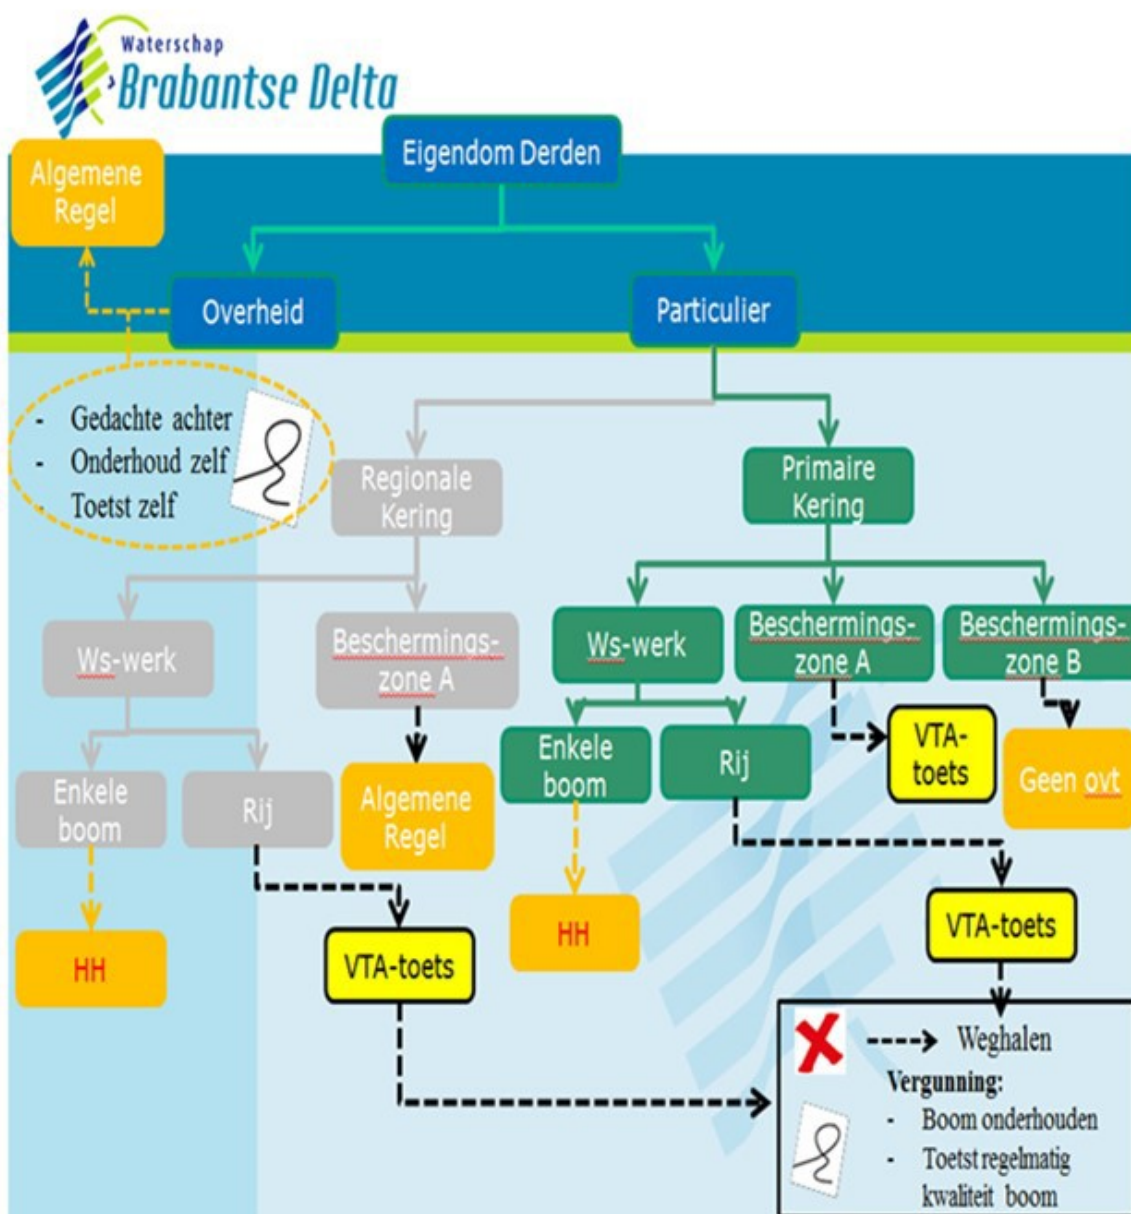 Waterschap
Brabantse Delta
Eigendom Derden
Algemene
Regel
Overheid
Particulier
- Gedachte achter
- Onderhoud zelf
- Toetst zelf
Regionale
Kering
Primaire
Kering
Ws-werk
Beschermings-
zone A
Ws-werk
Beschermings-
zone A
Beschermings-
zone B
Enkele
boom
Rij
Algemene
Regel
Enkele
boom
Rij
VTA-
toets
Geen ovt
HH
VTA-toets
HH
VTA-toets
Weghalen
Vergunning:
- Boom onderhouden
- Toetst regelmatig
kwaliteit boom